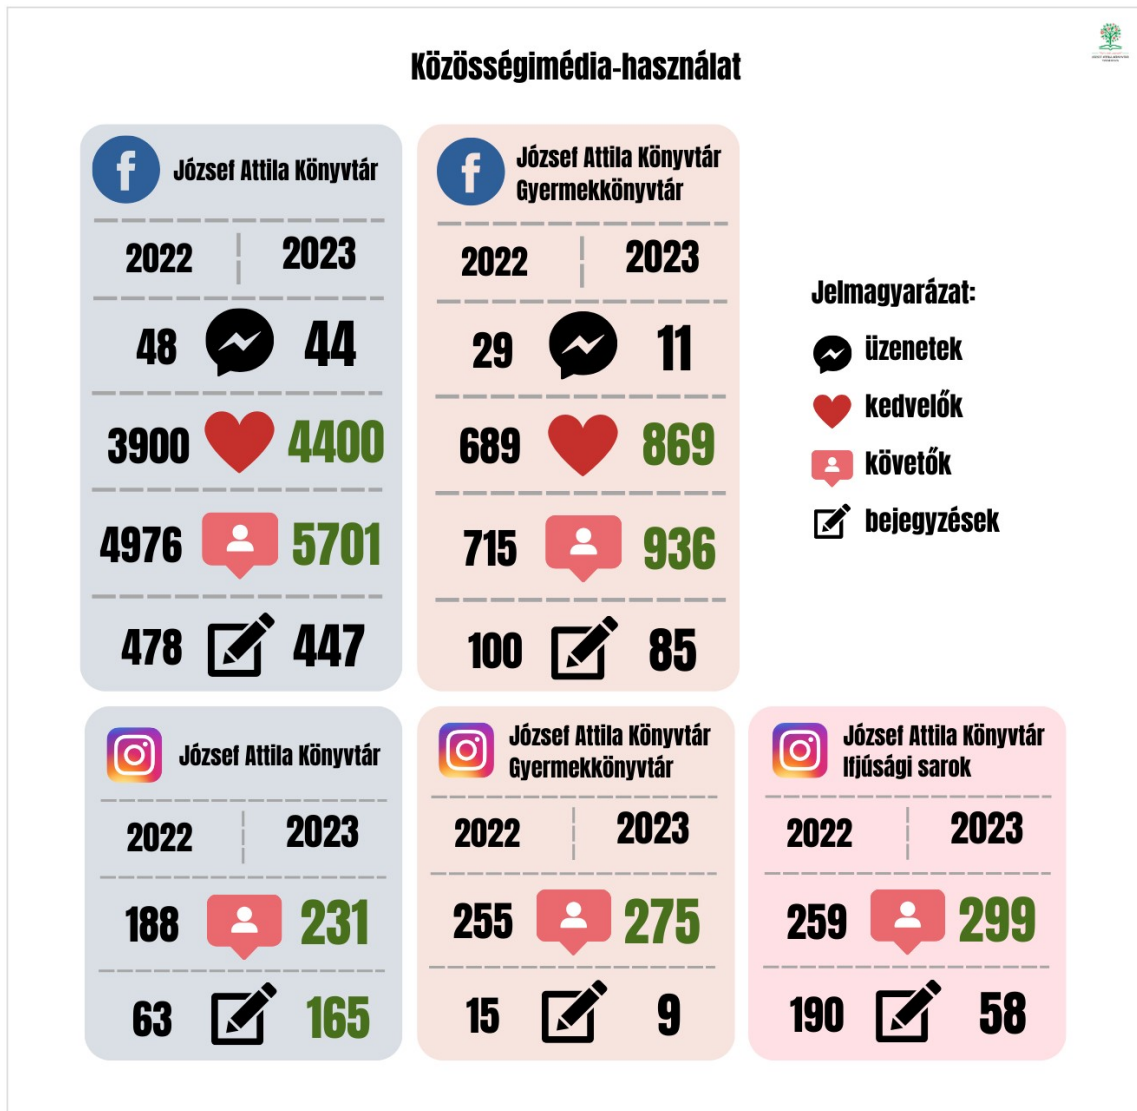 Közösségimédia-használat
József Attila Könyvtár
2022 2023
48 44
3900 4400
4976 5701
478 447
József Attila Könyvtár
Gyermekkönyvtár
2022 2023
29 11
689 869
715 936
100 85
Jelmagyarázat:
üzenetek
kedvelők
követők
bejegyzések
József Attila Könyvtár
2022 2023
188 231
63 165
József Attila Könyvtár
Gyermekkönyvtár
2022 2023
255 275
15 9
József Attila Könyvtár
Ifjúsági sarok
2022 2023
259 299
190 58